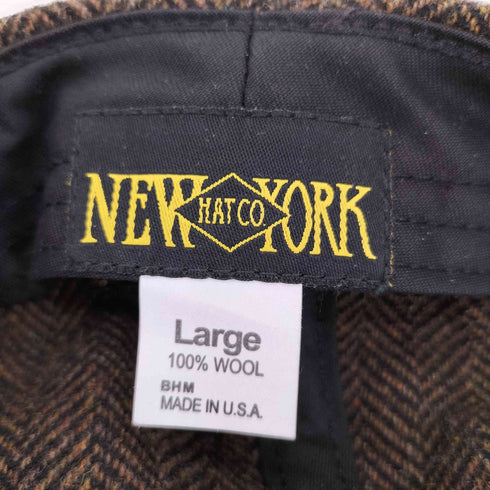 NEW HAT CO YORK
Large
100% WOOL
BHM
MADE IN U.S.A.